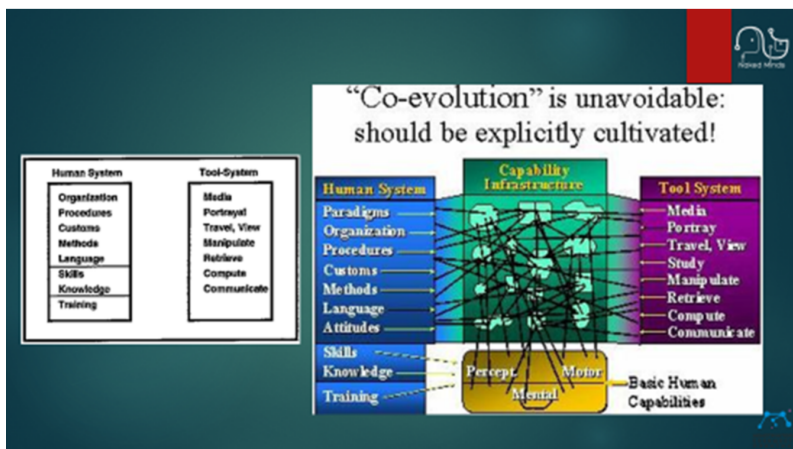 Naked Minds
Human System
Organization
Procedures
Customs
Methods
Language
Skills
Knowledge
Training
Tool-System
Media
Portrayal
Travel, View
Manipulate
Retrieve
Compute
Communicate
“Co-evolution” is unavoidable:
should be explicitly cultivated!
Human System
Paradigms
Organization
Procedures
Customs
Methods
Language
Attitudes
Skills
Knowledge
Training
Capability
Infrastructure
Tool System
Media
Portray
Travel, View
Study
Manipulate
Retrieve
Compute
Communicate
Percept.
Motor
Mental
Basic Human
Capabilities